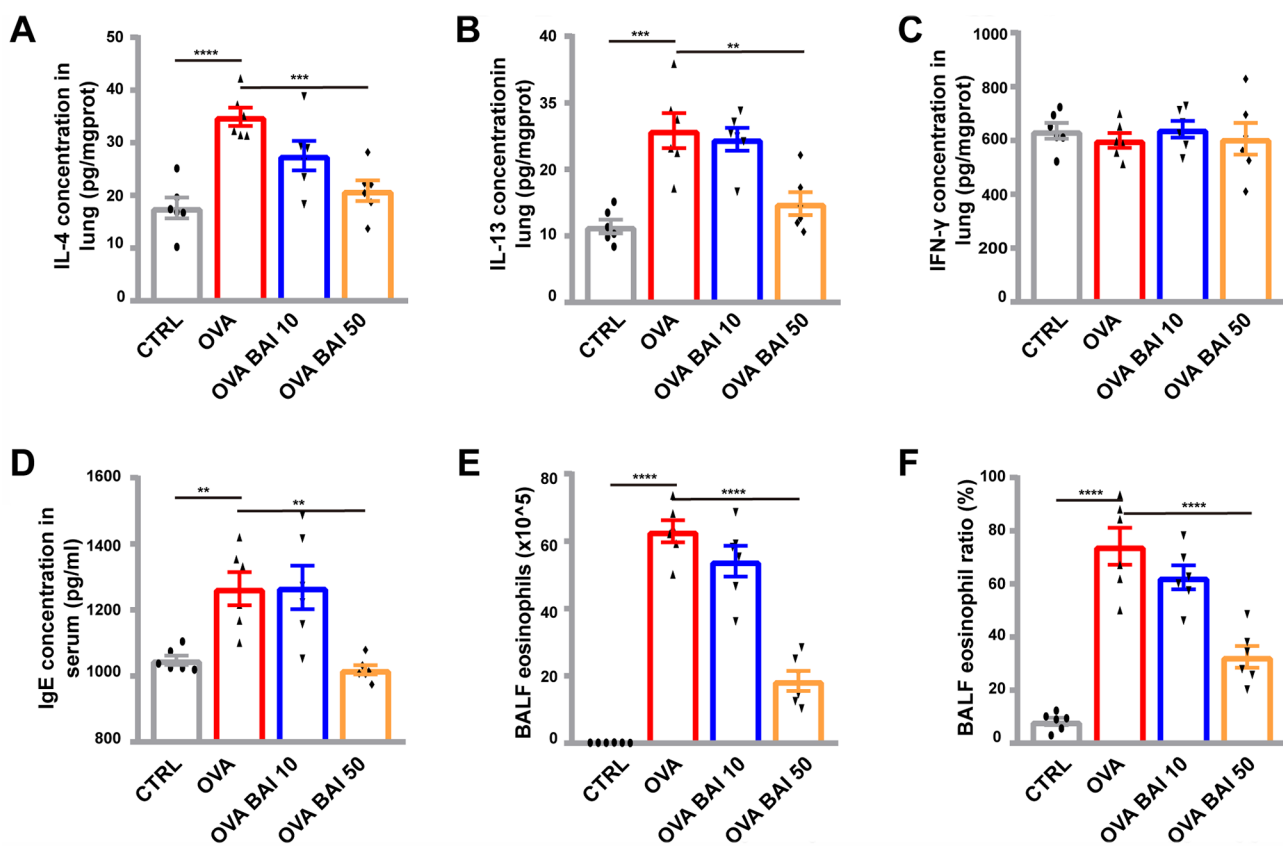 A
IL-4 concentration in
lung (pg/mgprot)
50
40
30
20
10
0
****
***
CTRL
OVA
OVA BAI 10
OVA BAI 50
B
IL-13 concentrationin
lung (pg/mgprot)
40
35
20
10
0
***
**
CTRL
OVA
OVA BAI 10
OVA BAI 50
C
IFN-γ concentration in
lung (pg/mgprot)
1000
800
600
400
200
0
CTRL
OVA
OVA BAI 10
OVA BAI 50
D
IgE concentration in
serum (pg/ml)
1600
1400
1200
1000
800
**
**
CTRL
OVA
OVA BAI 10
OVA BAI 50
E
BALF eosinophils (x10^5)
80
60
40
20
0
****
****
CTRL
OVA
OVA BAI 10
OVA BAI 50
F
BALF eosinophil ratio (%)
100
80
60
40
20
0
****
****
CTRL
OVA
OVA BAI 10
OVA BAI 50